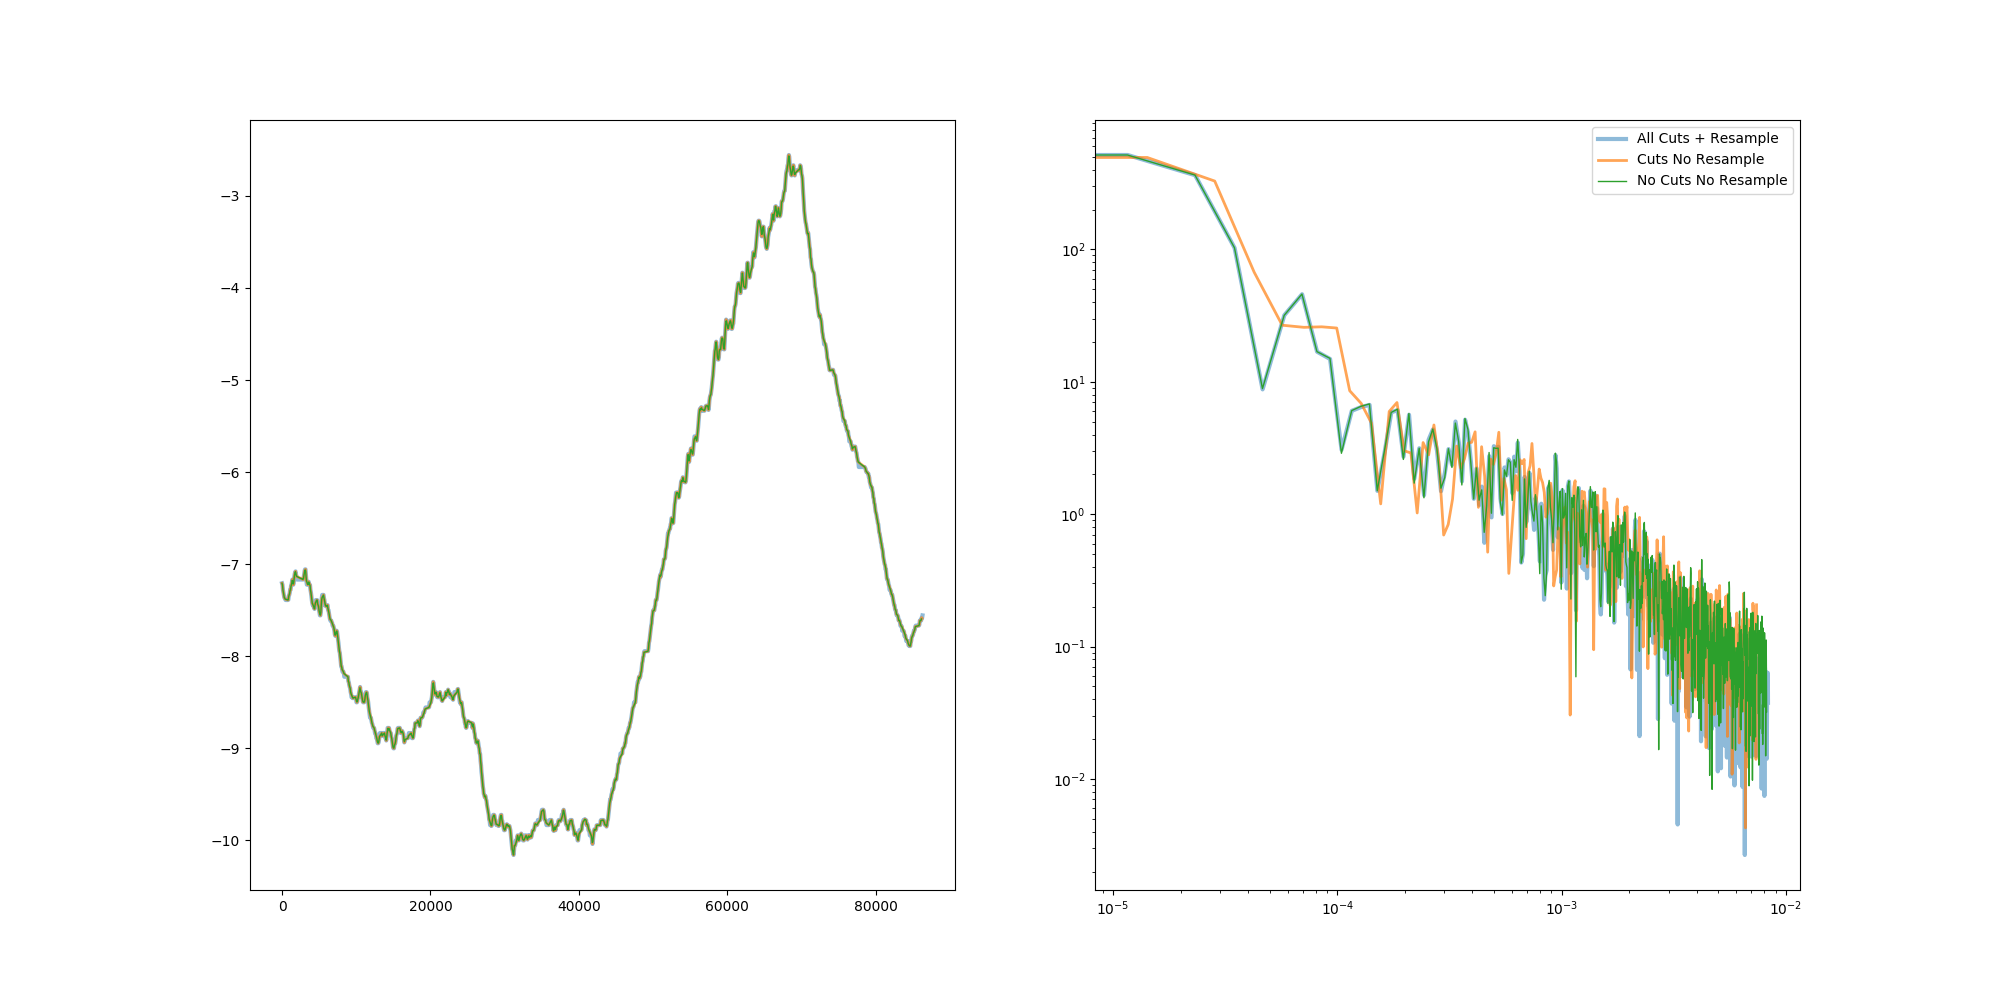 −3
−4
−5
−6
−7
−8
−9
−10
0 20000 40000 60000 80000
10² 
10¹
10⁰
10⁻¹
10⁻²
10⁻⁵ 10⁻⁴ 10⁻³ 10⁻²
All Cuts + Resample
Cuts No Resample
No Cuts No Resample